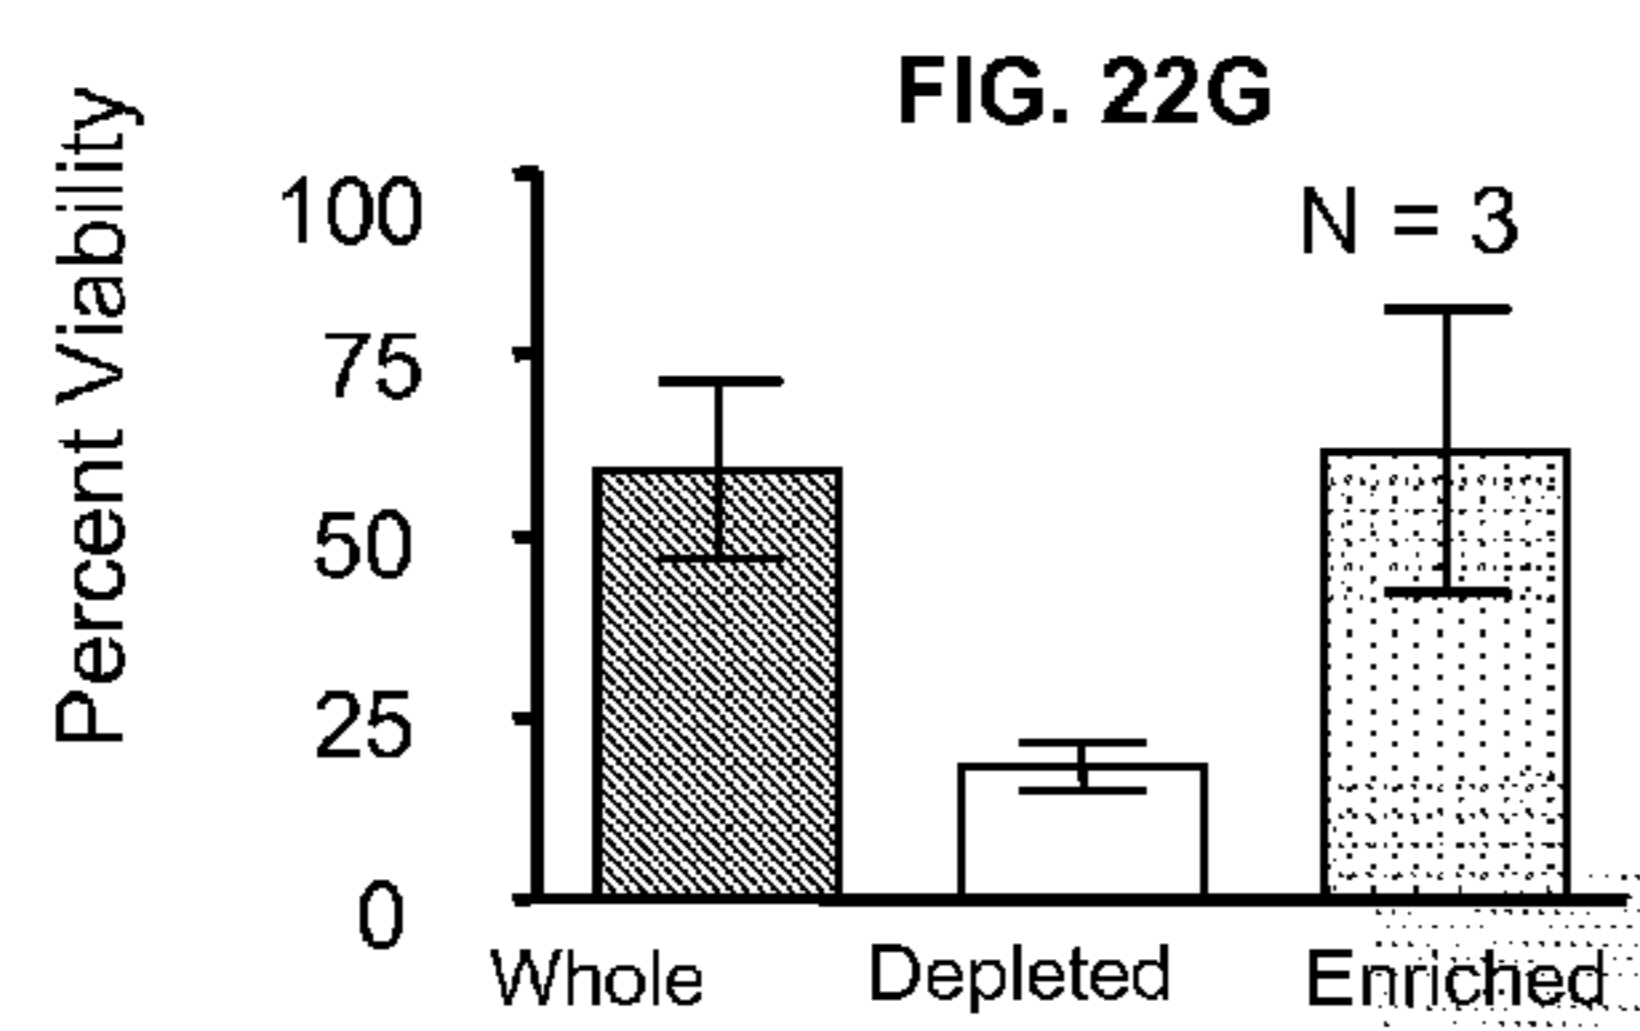 FIG. 22G
Percent Viability
N = 3
100
75
50
25
0
Whole
Depleted
Enriched